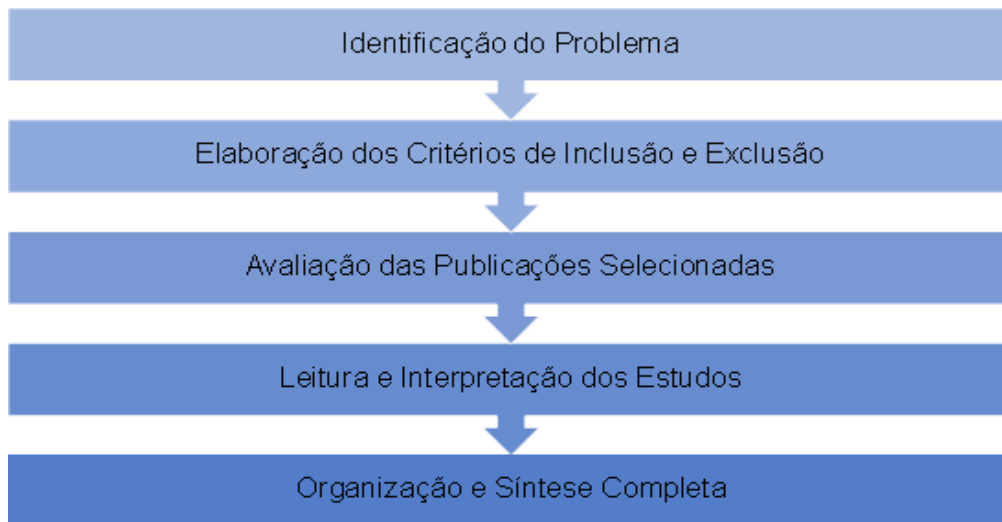 Identificação do Problema
Elaboração dos Critérios de Inclusão e Exclusão
Avaliação das Publicações Selecionadas
Leitura e Interpretação dos Estudos
Organização e Síntese Completa